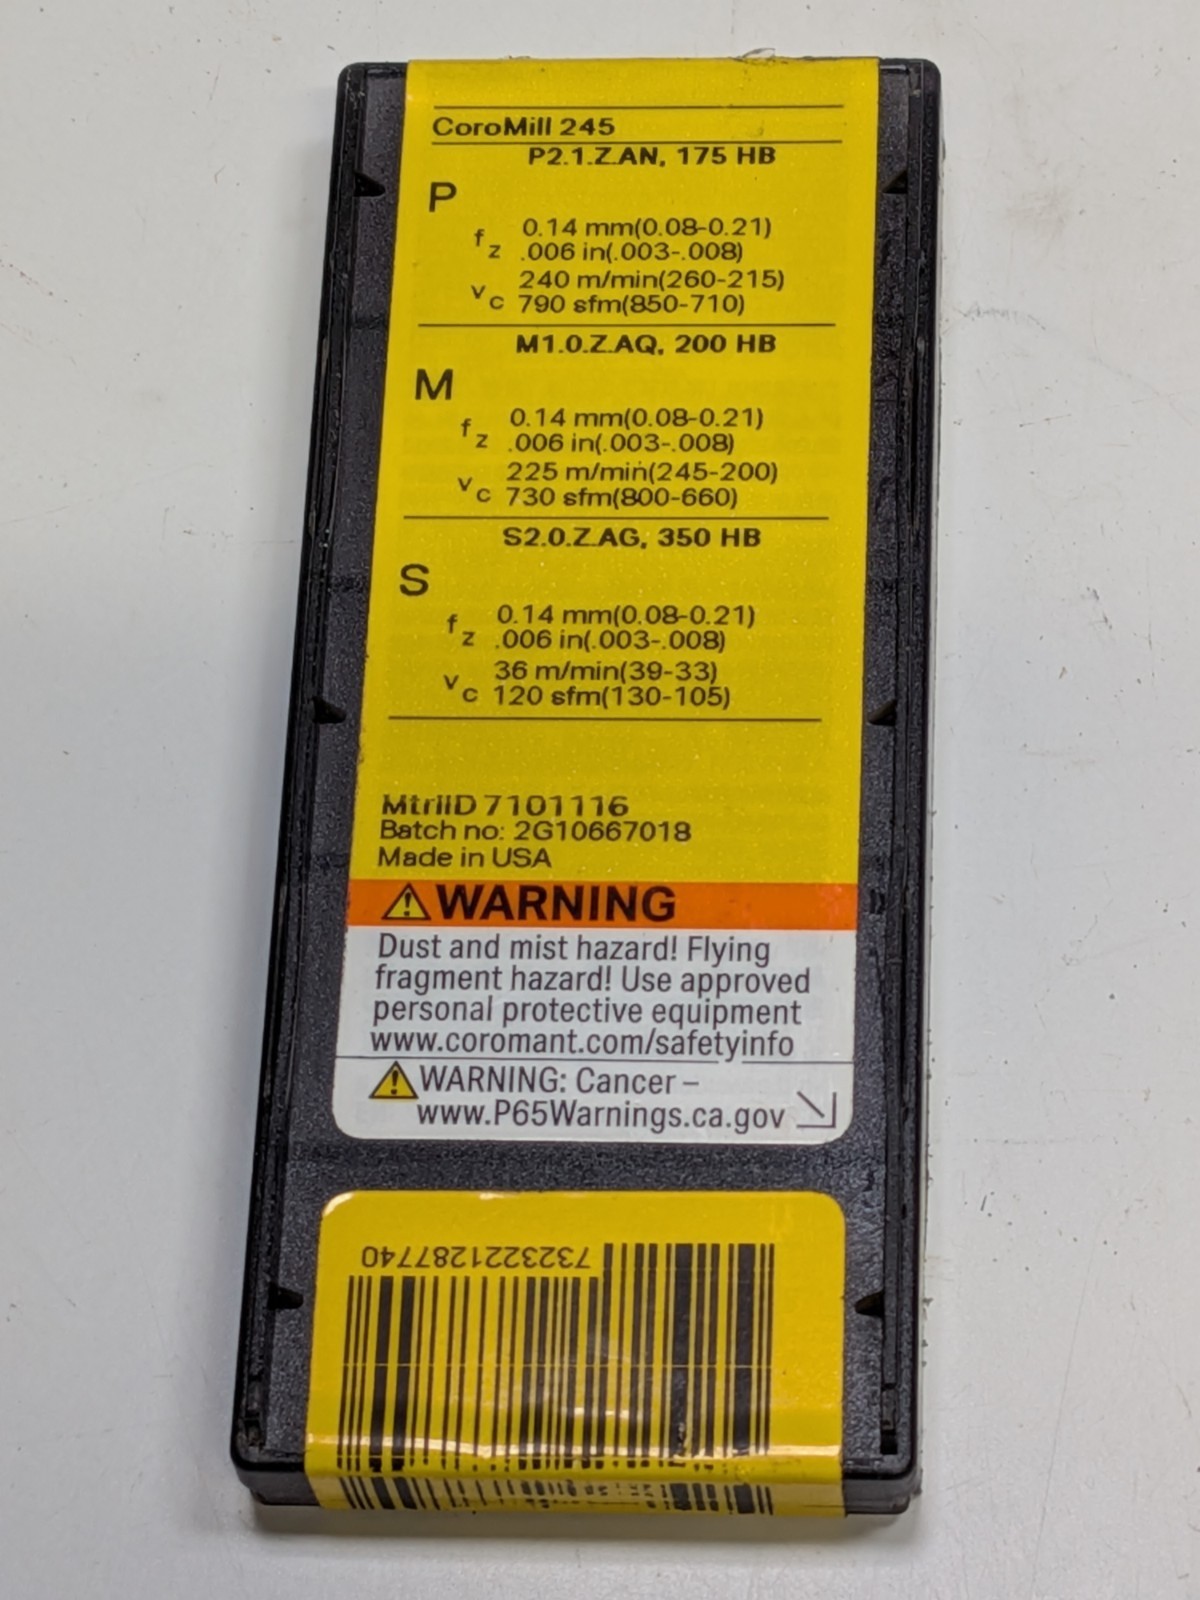 CoroMill 245
P2.1.Z.AN, 175 HB
P
fz 0.14 mm(0.08-0.21)
.006 in(.003-.008)
vc 240 m/min(260-215)
790 sfm(850-710)
M1.0.Z.AQ, 200 HB
M
fz 0.14 mm(0.08-0.21)
.006 in(.003-.008)
vc 225 m/min(245-200)
730 sfm(800-660)
S2.0.Z.AG, 350 HB
S
fz 0.14 mm(0.08-0.21)
.006 in(.003-.008)
vc 36 m/min(39-33)
120 sfm(130-105)
MtrlID 7101116
Batch no: 2G10667018
Made in USA
WARNING
Dust and mist hazard! Flying
fragment hazard! Use approved
personal protective equipment
www.coromant.com/safetyinfo
WARNING: Cancer –
www.P65Warnings.ca.gov
7323221287740